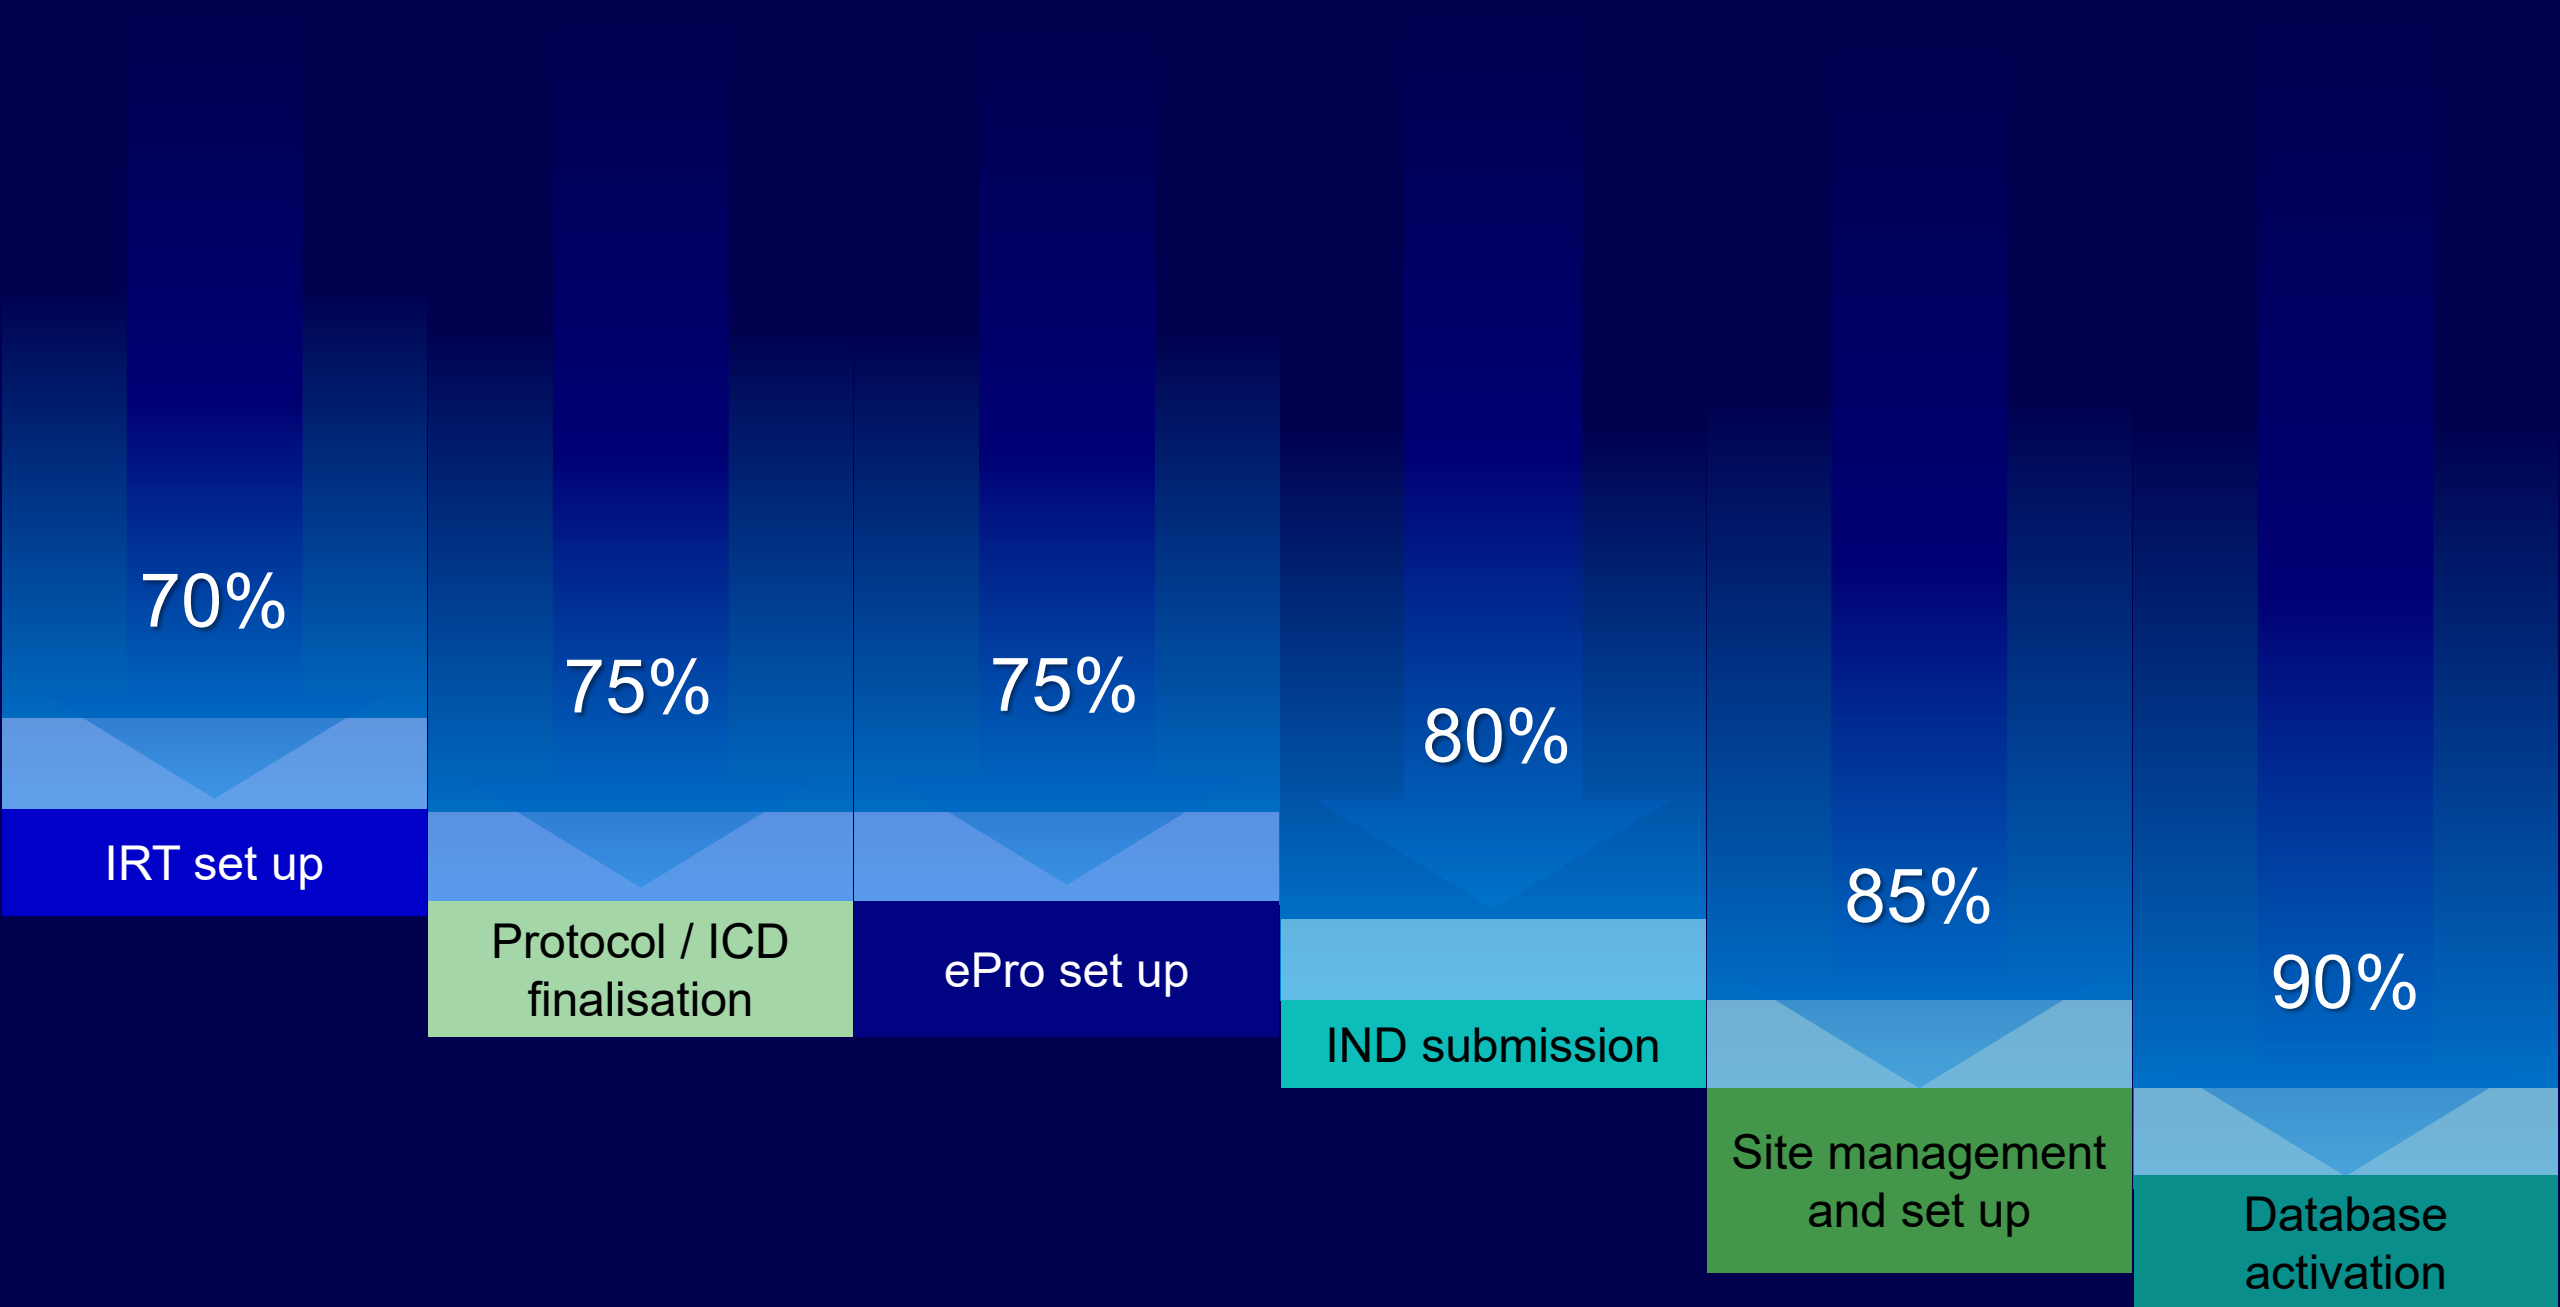 70%
IRT set up
75%
Protocol / ICD
finalisation
75%
ePro set up
80%
IND submission
85%
Site management
and set up
90%
Database
activation